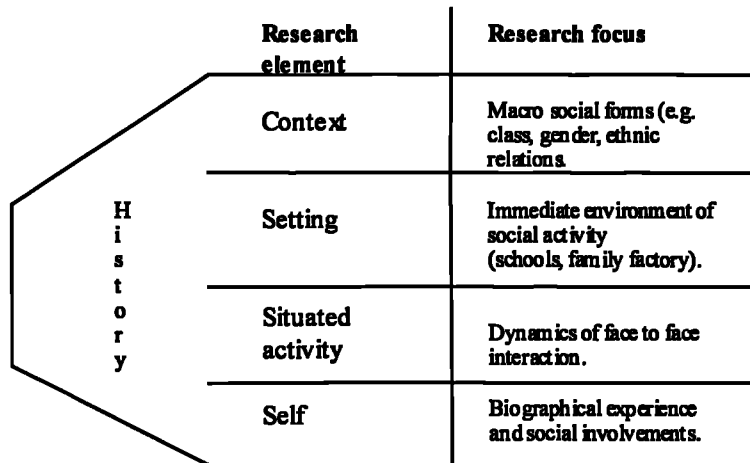 Research
element
Research focus
Context
Macro social forms (e.g.
class, gender, ethnic
relations.
History
Setting
Immediate environment of
social activity
(schools, family factory).
Situated
activity
Dynamics of face to face
interaction.
Self
Biographical experience
and social involvements.